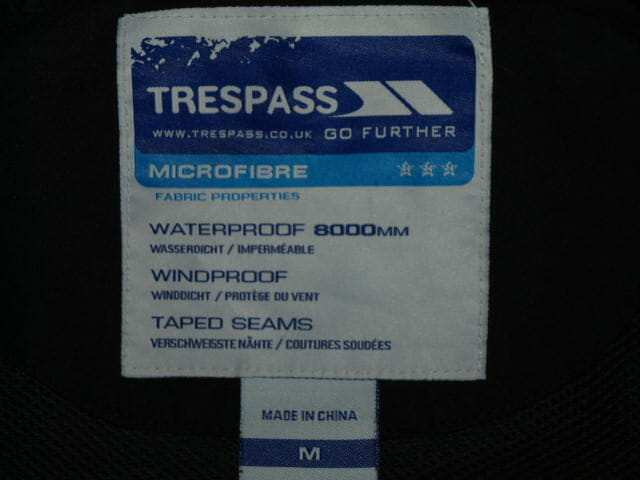 TRESPASS
WWW.TRESPASS.CO.UK GO FURTHER
MICROFIBRE
FABRIC PROPERTIES
WATERPROOF 8000MM
WASSERDICHT / IMPERMÉABLE
WINDPROOF
WINDDICHT / PROTÈGE DU VENT
TAPED SEAMS
VERSCHWEISSTE NÄHTE / COUTURES SOUDÉES
MADE IN CHINA
M